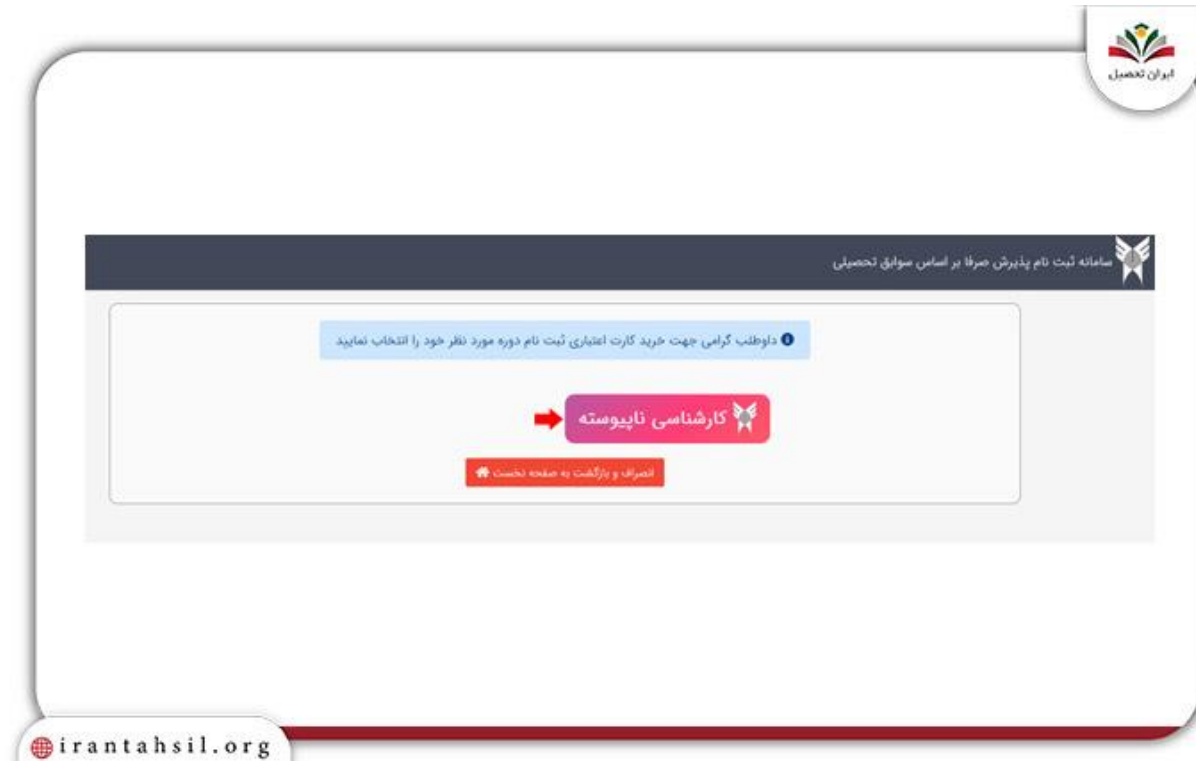 ایران تحصیل
سامانه ثبت نام پذیرش صرفا بر اساس سوابق تحصیلی
داوطلب گرامی جهت خرید کارت اعتباری ثبت نام دوره مورد نظر خود را انتخاب نمایید
کارشناسی ناپیوسته
انصراف و بازگشت به صفحه نخست
irantahsil.org